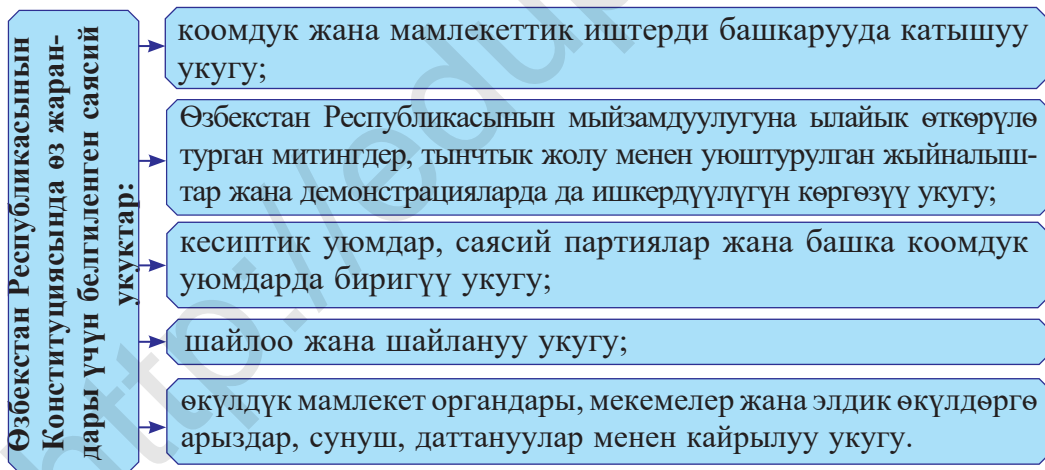 Өзбекстан Республикасынын
Конституциясында өз жаран-
дары үчүн белгиленген саясий
укуктар:
коомдук жана мамлекеттик иштерди башкарууда катышуу
укугу;
Өзбекстан Республикасынын мыйзамдуулугуна ылайык өткөрүлө
турган митингдер, тынчтык жолу менен уюштурулган жыйналыш-
тар жана демонстрацияларда да ишкердүүлүгүн көргөзүү укугу;
кесиптик уюмдар, саясий партиялар жана башка коомдук
уюмдарда биригүү укугу;
шайлоо жана шайлануу укугу;
өкүлдүк мамлекет органдары, мекемелер жана элдик өкүлдөргө
арыздар, сунуш, даттануулар менен кайрылуу укугу.
http://edup